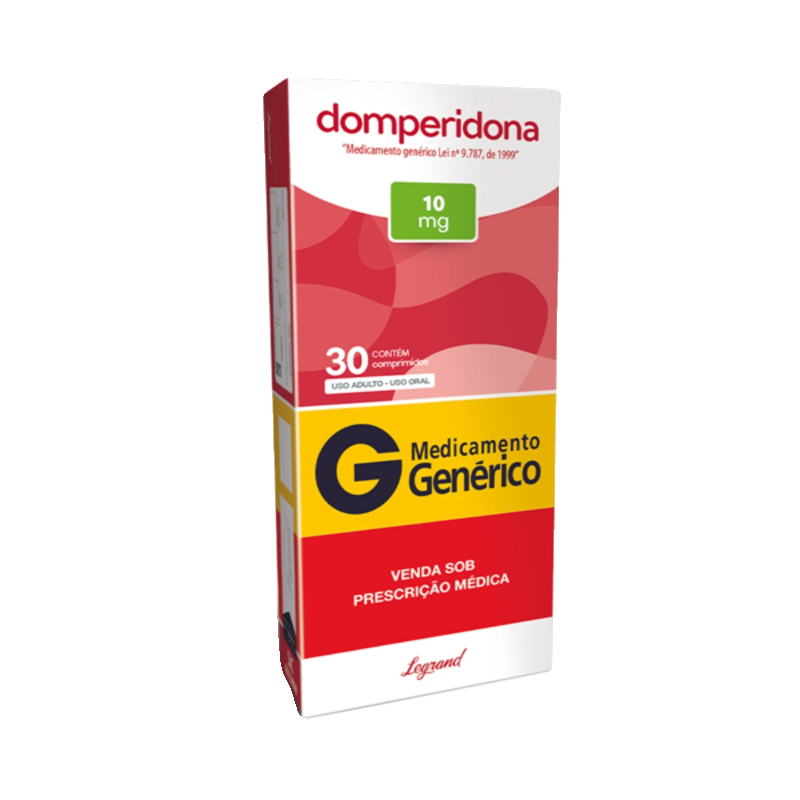 domperidona
"Medicamento genérico Lei nº 9.787, de 1999"
10
mg
30 CONTÉM
comprimidos
USO ADULTO - USO ORAL
G Medicamento
Genérico
VENDA SOB
PRESCRIÇÃO MÉDICA
Legrand
Legrand